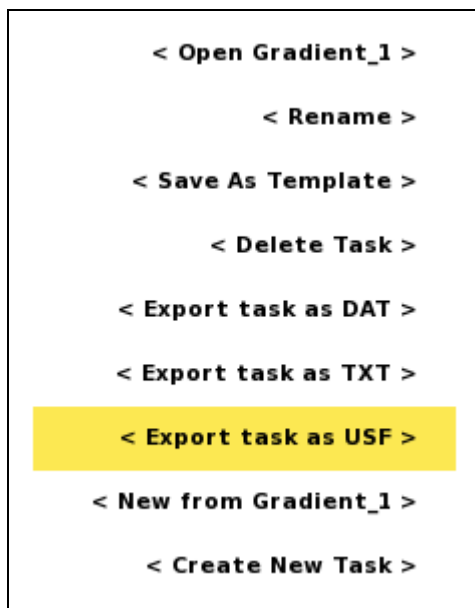 < Open Gradient_1 >
< Rename >
< Save As Template >
< Delete Task >
< Export task as DAT >
< Export task as TXT >
< Export task as USF >
< New from Gradient_1 >
< Create New Task >